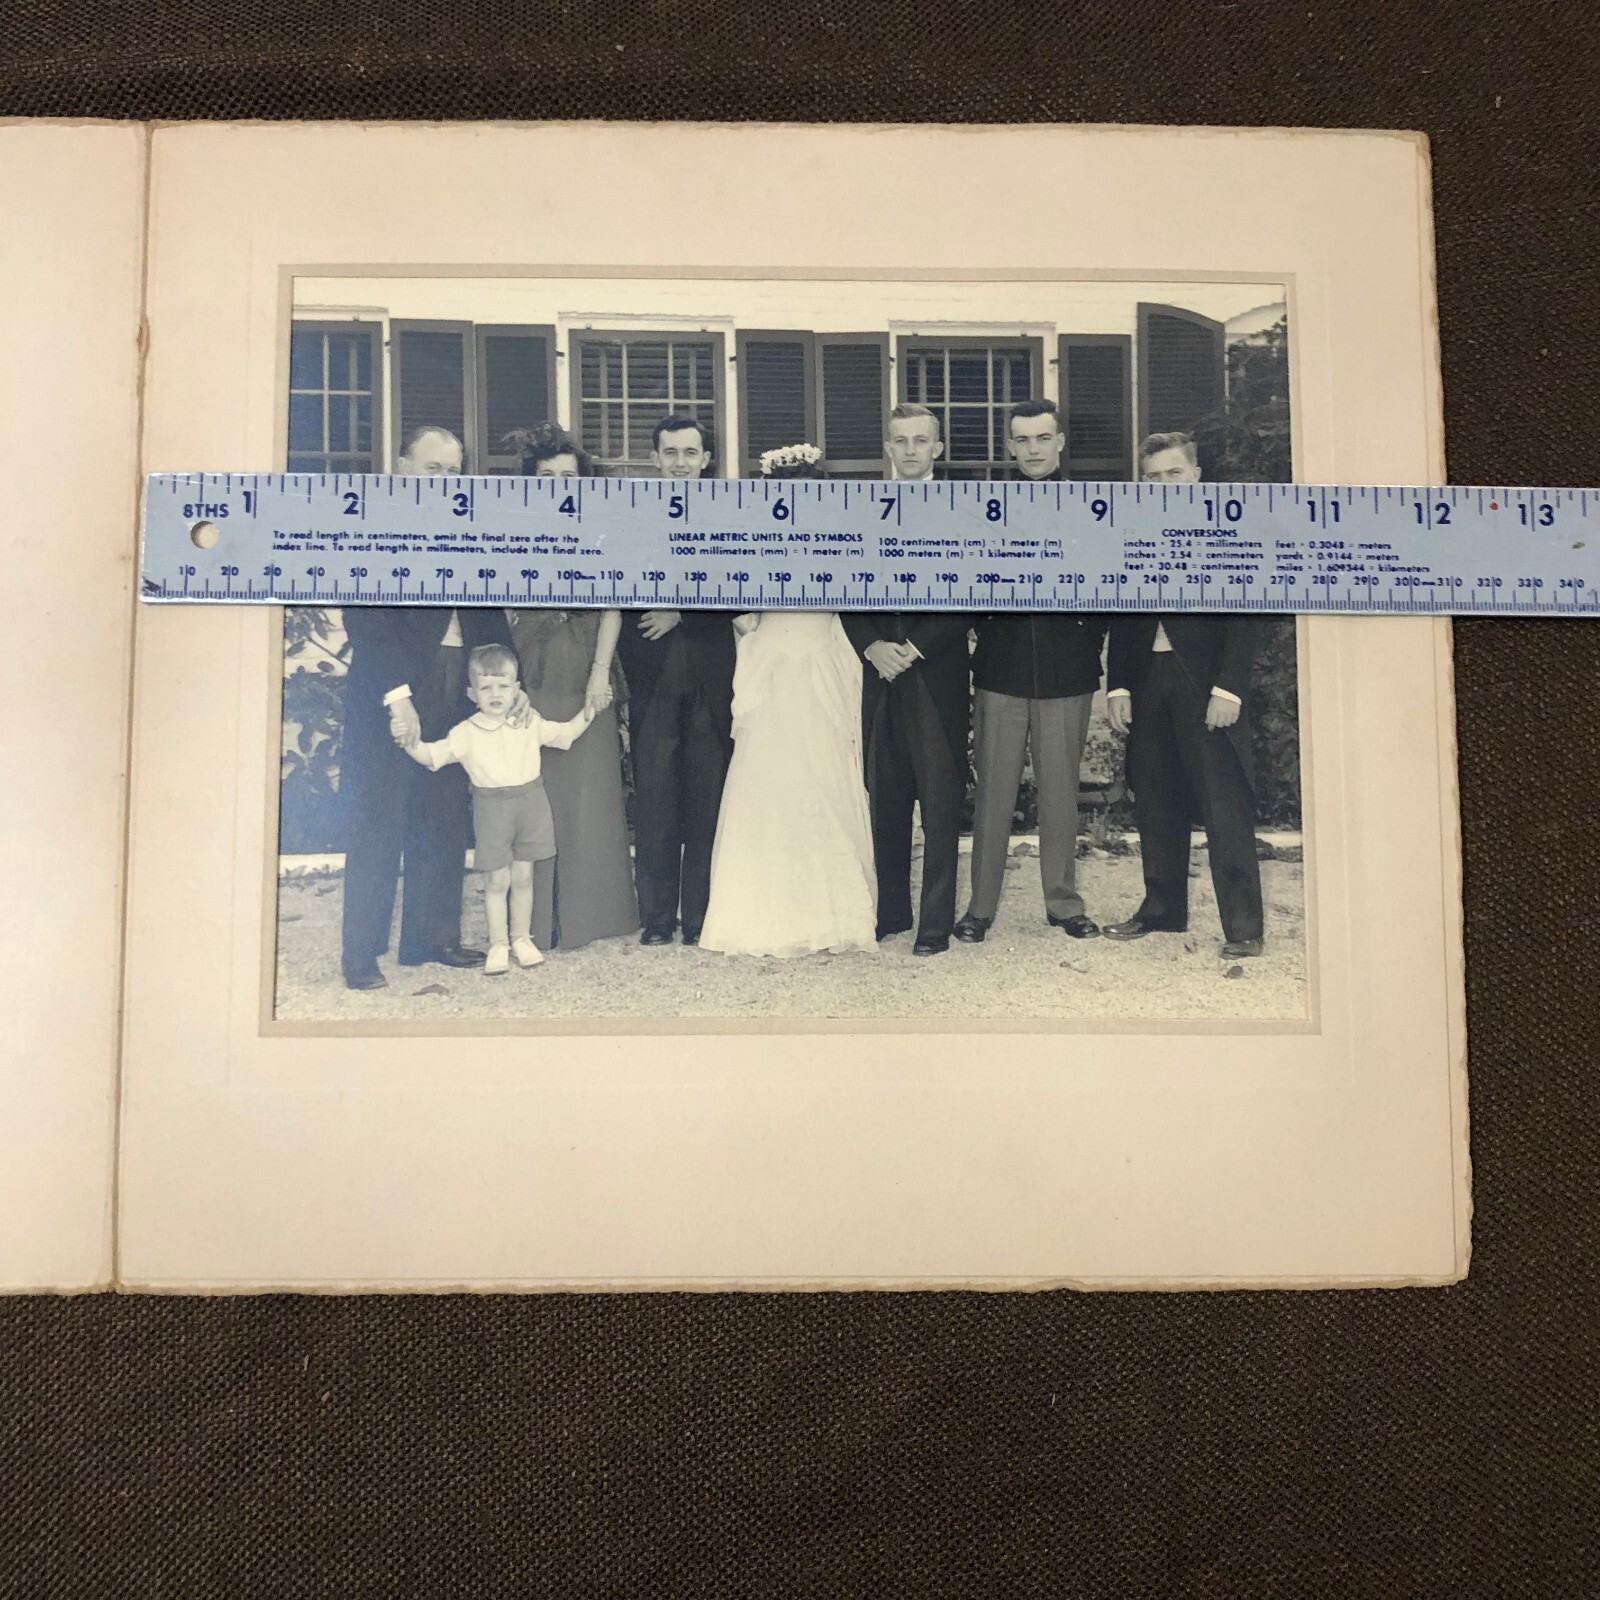 8THS 1 2 3 4 5 6 7 8 9 10 11 12 13
To read length in centimeters, omit the final zero after the
index line. To read length in millimeters, include the final zero.
LINEAR METRIC UNITS AND SYMBOLS
1000 millimeters (mm) = 1 meter (m)
100 centimeters (cm) = 1 meter (m)
1000 meters (m) = 1 kilometer (km)
CONVERSIONS
inches • 25.4 = millimeters
inches • 2.54 = centimeters
feet • 30.48 = centimeters
feet • 0.3048 = meters
yards • 0.9144 = meters
miles • 1.609344 = kilometers
10 20 30 40 50 60 70 80 90 100mm 110 120 130 140 150 160 170 180 190 200mm 210 220 230 240 250 260 270 280 290 300mm 310 320 330 340